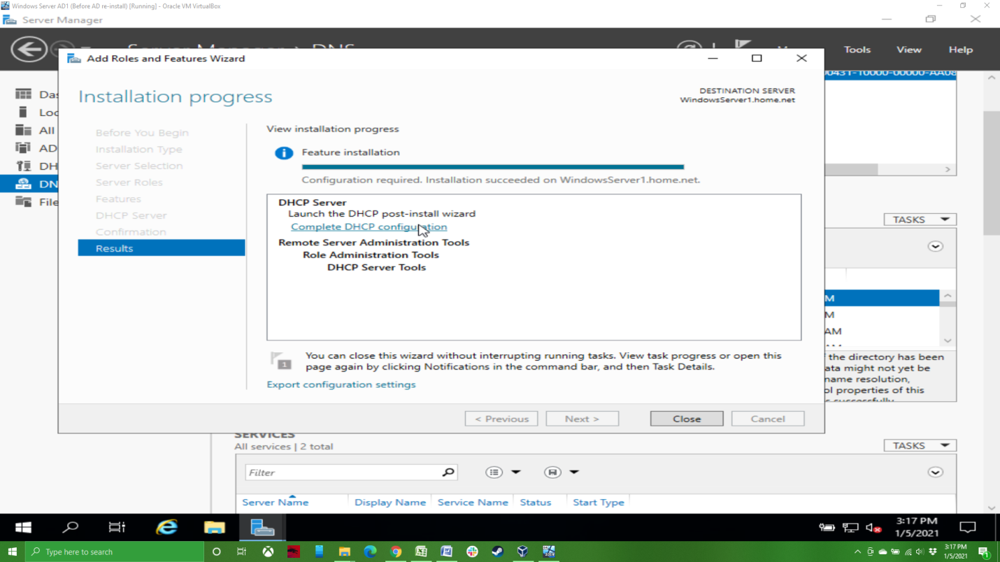 Windows Server AD1 (Before AD re-install) [Running] - Oracle VM VirtualBox
Server Manager
Tools View Help
Add Roles and Features Wizard
Installation progress
DESTINATION SERVER
WindowsServer1.home.net
Before You Begin
Installation Type
Server Selection
Server Roles
Features
DHCP Server
Confirmation
Results
View installation progress
Feature installation
Configuration required. Installation succeeded on WindowsServer1.home.net.
DHCP Server
Launch the DHCP post-install wizard
Complete DHCP configuration
Remote Server Administration Tools
Role Administration Tools
DHCP Server Tools
1
You can close this wizard without interrupting running tasks. View task progress or open this
page again by clicking Notifications in the command bar, and then Task Details.
Export configuration settings
< Previous
Next >
Close
Cancel
Das
Loc
All
AD
DH
DN
File
00431-10000-00000-AA08
TASKS
M
M
AM
the directory has been
ata might not yet be
name resolution,
ol properties of this
SERVICES
All services | 2 total
TASKS
Filter
Server Name Display Name Service Name Status Start Type
3:17 PM
1/5/2021
Type here to search
3:17 PM
1/5/2021
1